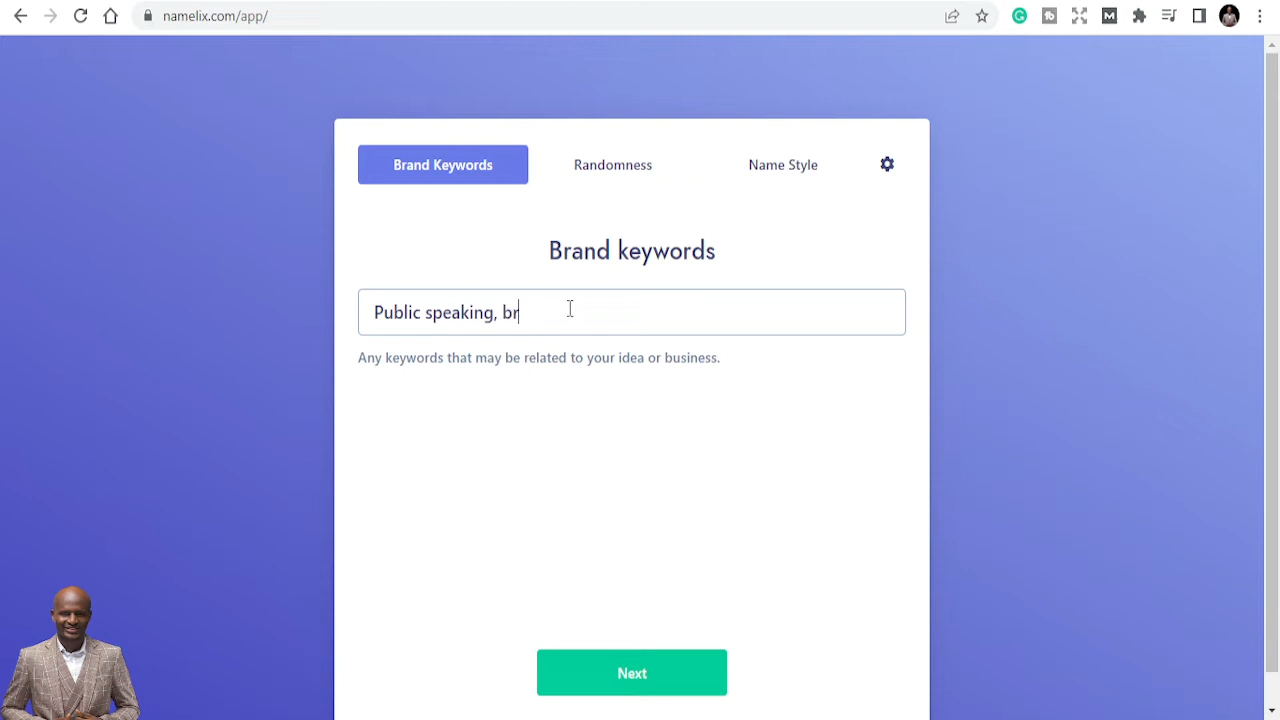 namelix.com/app/
Brand Keywords
Randomness
Name Style
Brand keywords
Public speaking, br
Any keywords that may be related to your idea or business.
Next